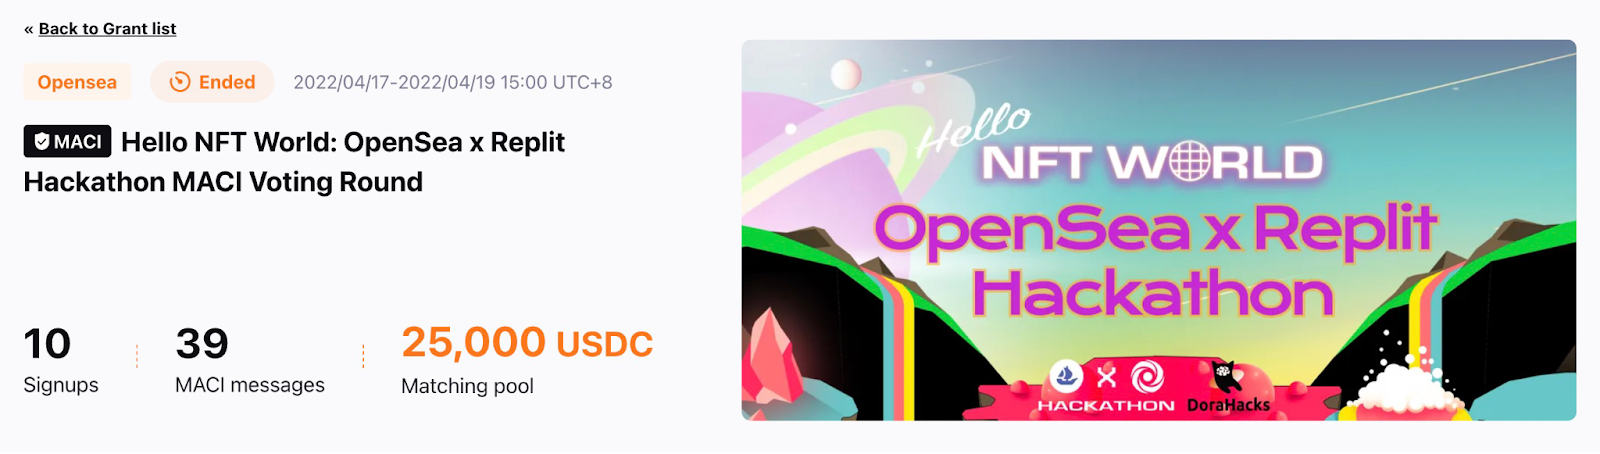 « Back to Grant list
Opensea Ended 2022/04/17-2022/04/19 15:00 UTC+8
MACI Hello NFT World: OpenSea x Replit
Hackathon MACI Voting Round
10 39 25,000 USDC
Signups MACI messages Matching pool
Hello
NFT WORLD
OpenSea x Replit
Hackathon
HACKATHON DoraHacks